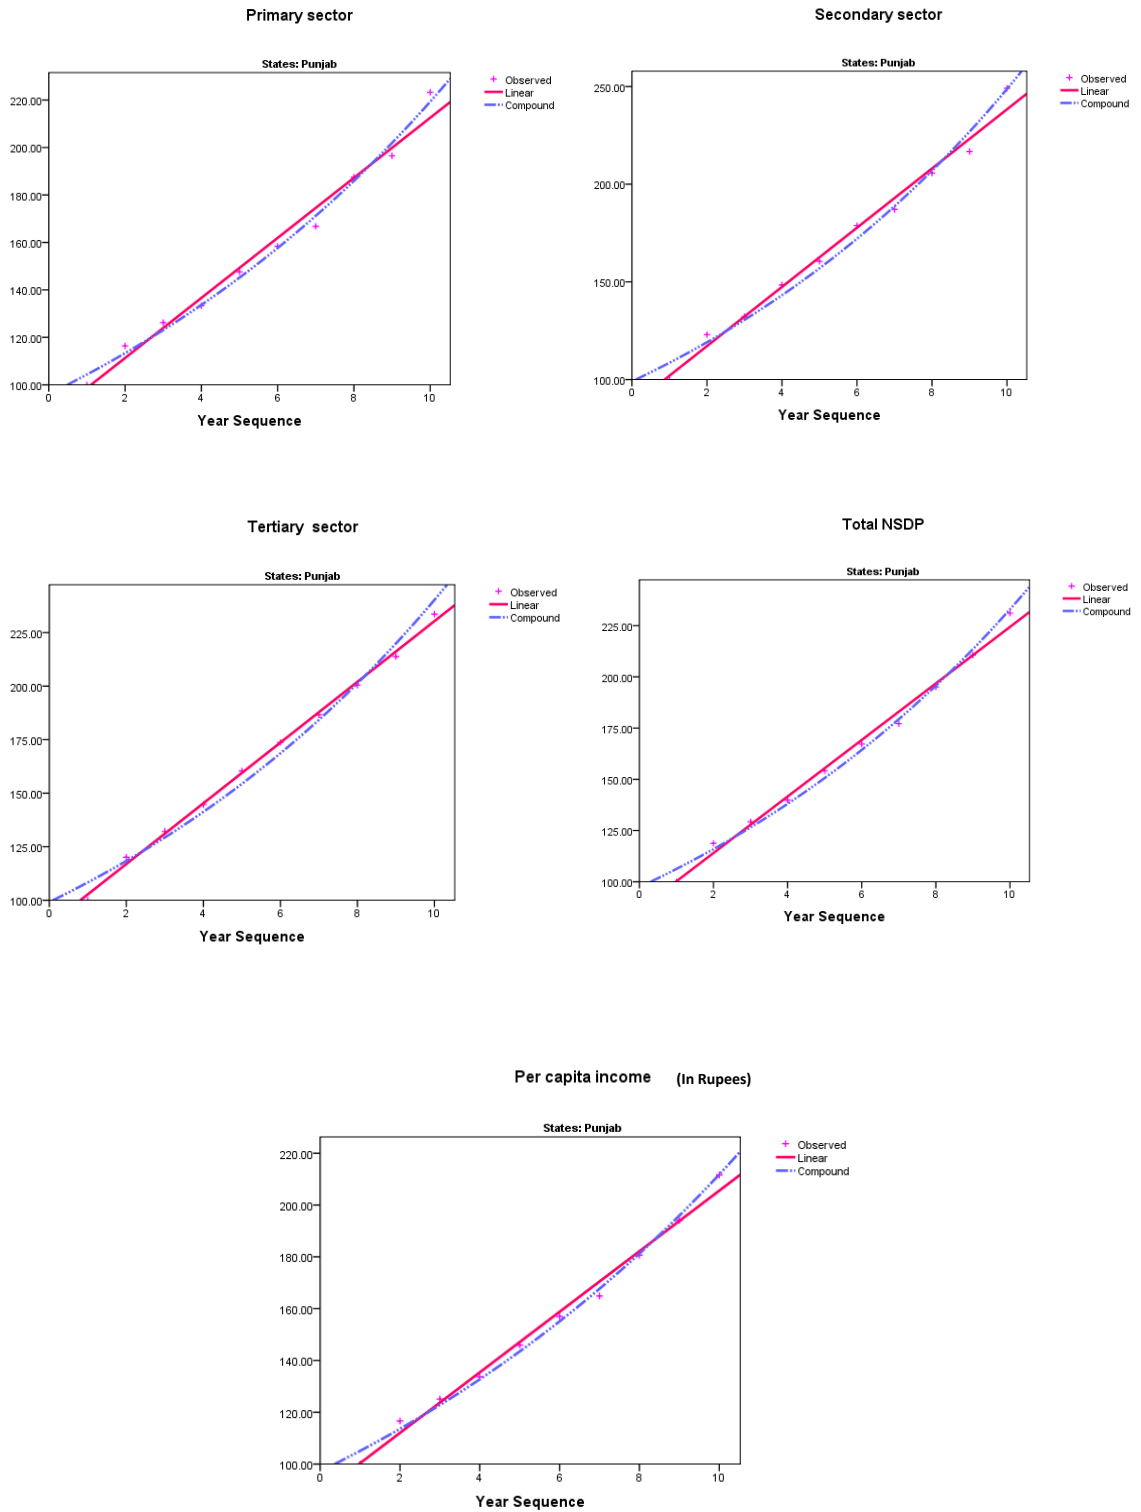 Primary sector
States: Punjab
Observed
Linear
Compound
220.00
200.00
180.00
160.00
140.00
120.00
100.00
0 2 4 6 8 10
Year Sequence
Secondary sector
States: Punjab
Observed
Linear
Compound
250.00
200.00
150.00
100.00
0 2 4 6 8 10
Year Sequence
Tertiary sector
States: Punjab
Observed
Linear
Compound
225.00
200.00
175.00
150.00
125.00
100.00
0 2 4 6 8 10
Year Sequence
Total NSDP
States: Punjab
Observed
Linear
Compound
225.00
200.00
175.00
150.00
125.00
100.00
0 2 4 6 8 10
Year Sequence
Per capita income (In Rupees)
States: Punjab
Observed
Linear
Compound
220.00
200.00
180.00
160.00
140.00
120.00
100.00
0 2 4 6 8 10
Year Sequence